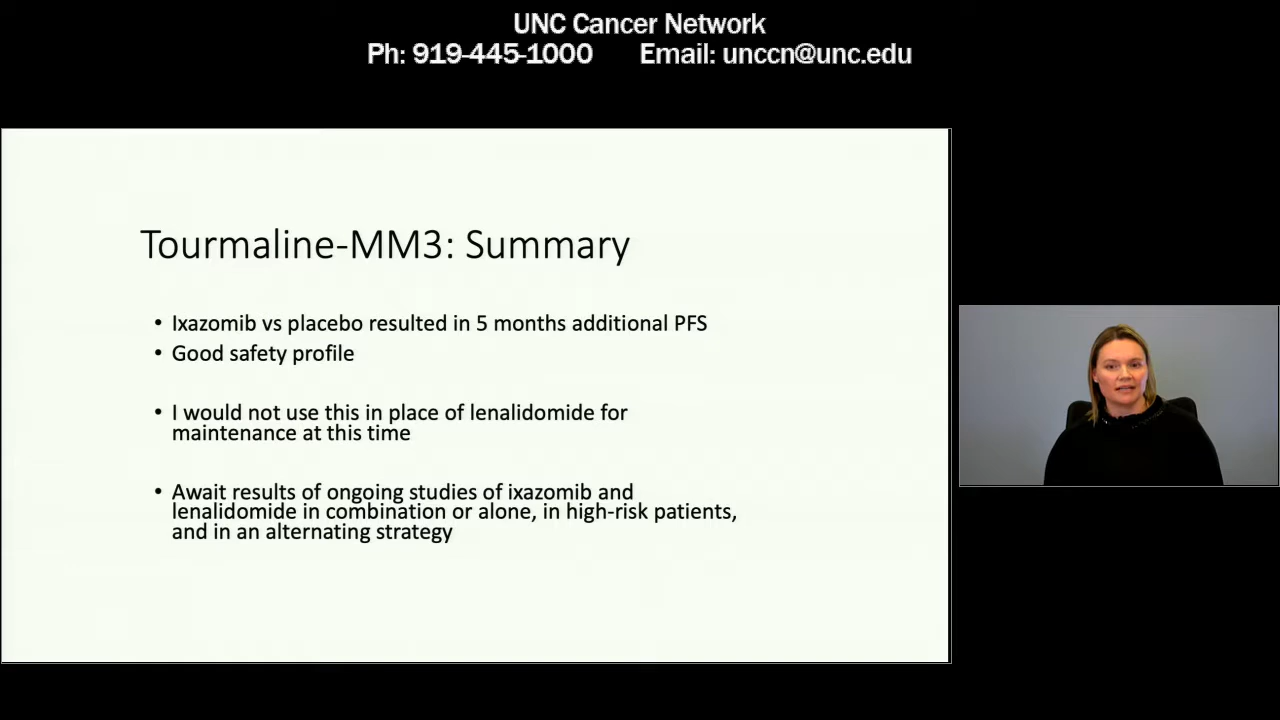 UNC Cancer Network
Ph: 919-445-1000 Email: unccn@unc.edu
Tourmaline-MM3: Summary
• Ixazomib vs placebo resulted in 5 months additional PFS
• Good safety profile
• I would not use this in place of lenalidomide for
maintenance at this time
• Await results of ongoing studies of ixazomib and
lenalidomide in combination or alone, in high-risk patients,
and in an alternating strategy